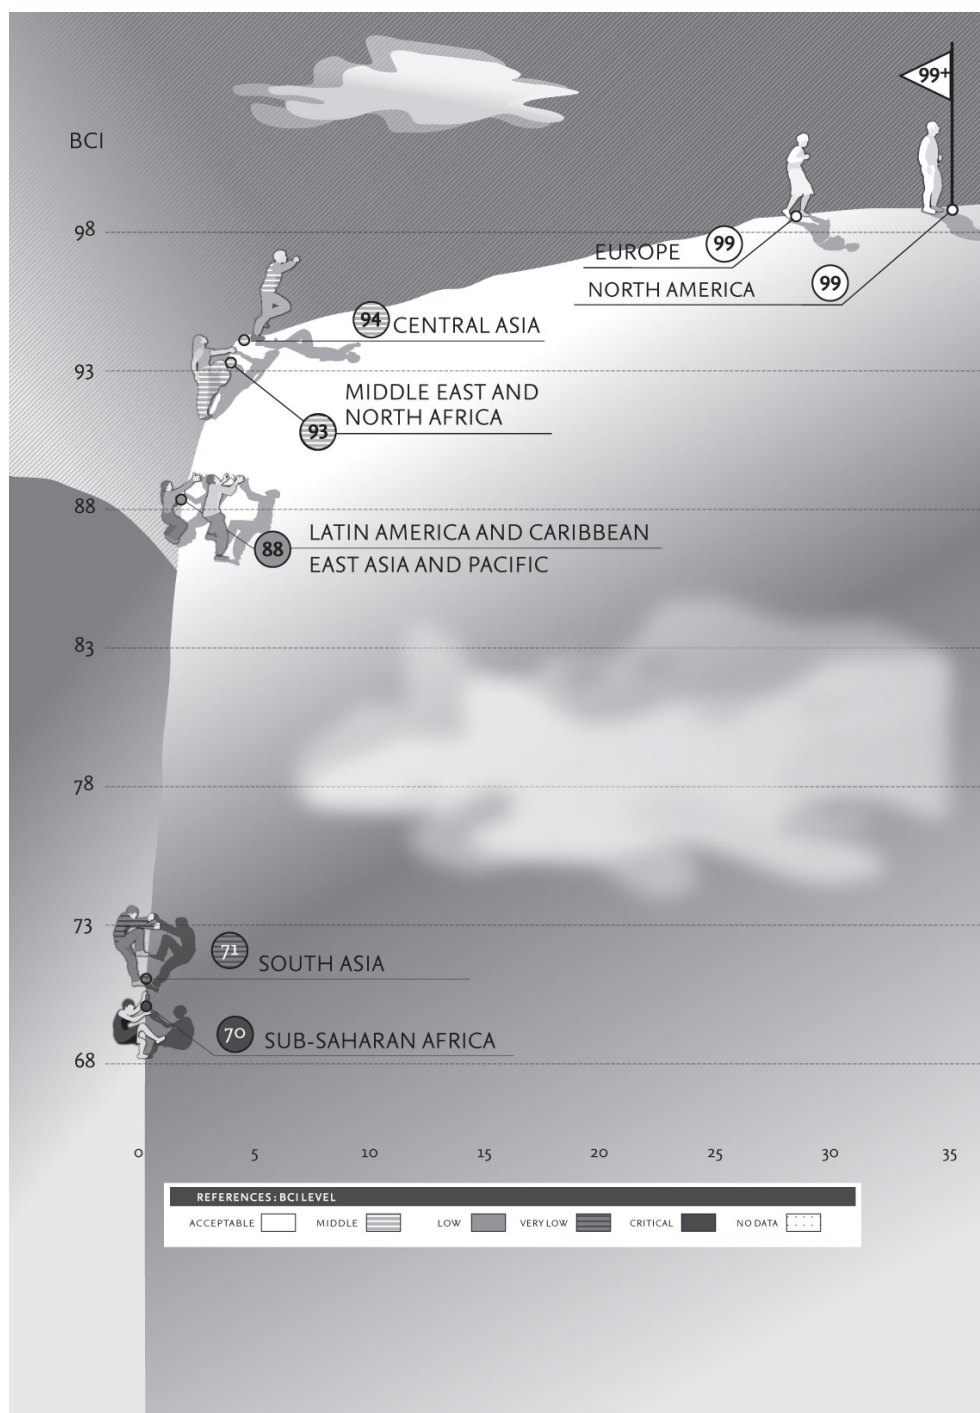 99+
BCI
98
EUROPE 99
NORTH AMERICA 99
94 CENTRAL ASIA
93
MIDDLE EAST AND
NORTH AFRICA
93
88
LATIN AMERICA AND CARIBBEAN
88
EAST ASIA AND PACIFIC
83
78
73
71 SOUTH ASIA
70 SUB-SAHARAN AFRICA
68
0 5 10 15 20 25 30 35
REFERENCES: BCI LEVEL
ACCEPTABLE MIDDLE LOW VERY LOW CRITICAL NO DATA